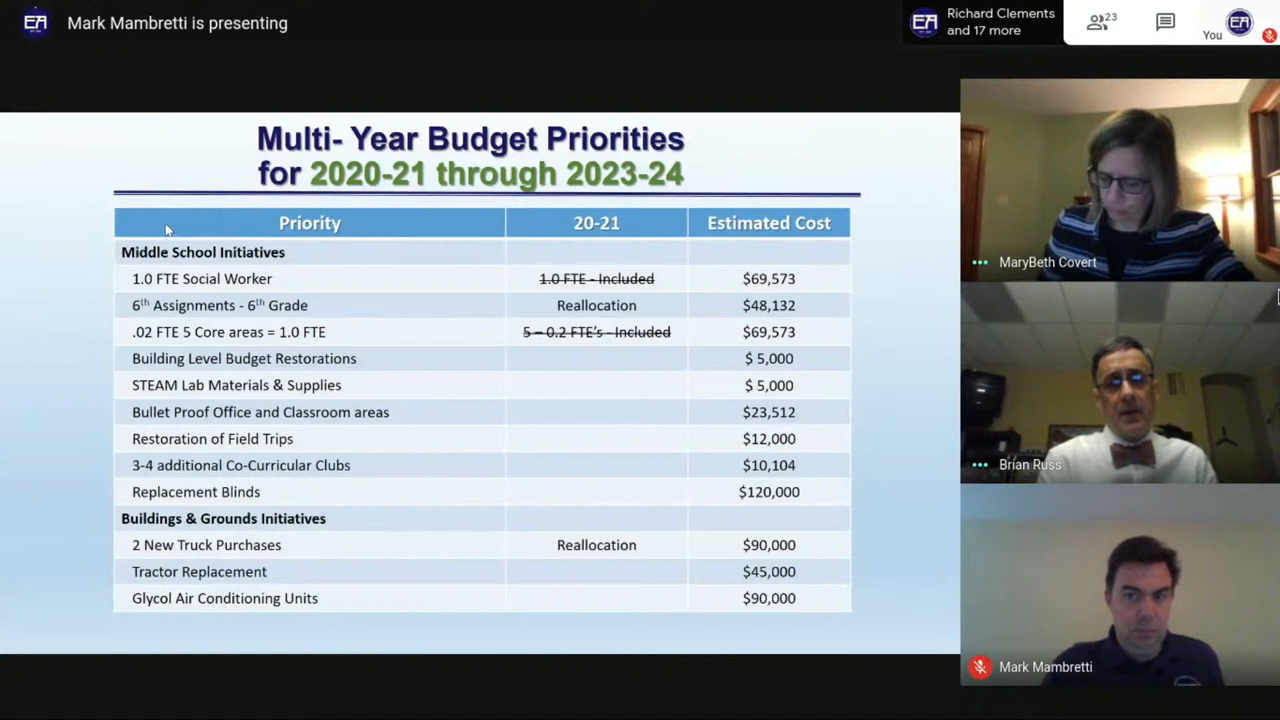 EA
Mark Mambretti is presenting
EA
Richard Clements
and 17 more
23
You
EA
Multi- Year Budget Priorities
for 2020-21 through 2023-24
Priority 20-21 Estimated Cost
Middle School Initiatives
1.0 FTE Social Worker 1.0 FTE - Included $69,573
6th Assignments - 6th Grade Reallocation $48,132
.02 FTE 5 Core areas = 1.0 FTE 5 – 0.2 FTE's - Included $69,573
Building Level Budget Restorations $ 5,000
STEAM Lab Materials & Supplies $ 5,000
Bullet Proof Office and Classroom areas $23,512
Restoration of Field Trips $12,000
3-4 additional Co-Curricular Clubs $10,104
Replacement Blinds $120,000
Buildings & Grounds Initiatives
2 New Truck Purchases Reallocation $90,000
Tractor Replacement $45,000
Glycol Air Conditioning Units $90,000
MaryBeth Covert
Brian Russ
Mark Mambretti